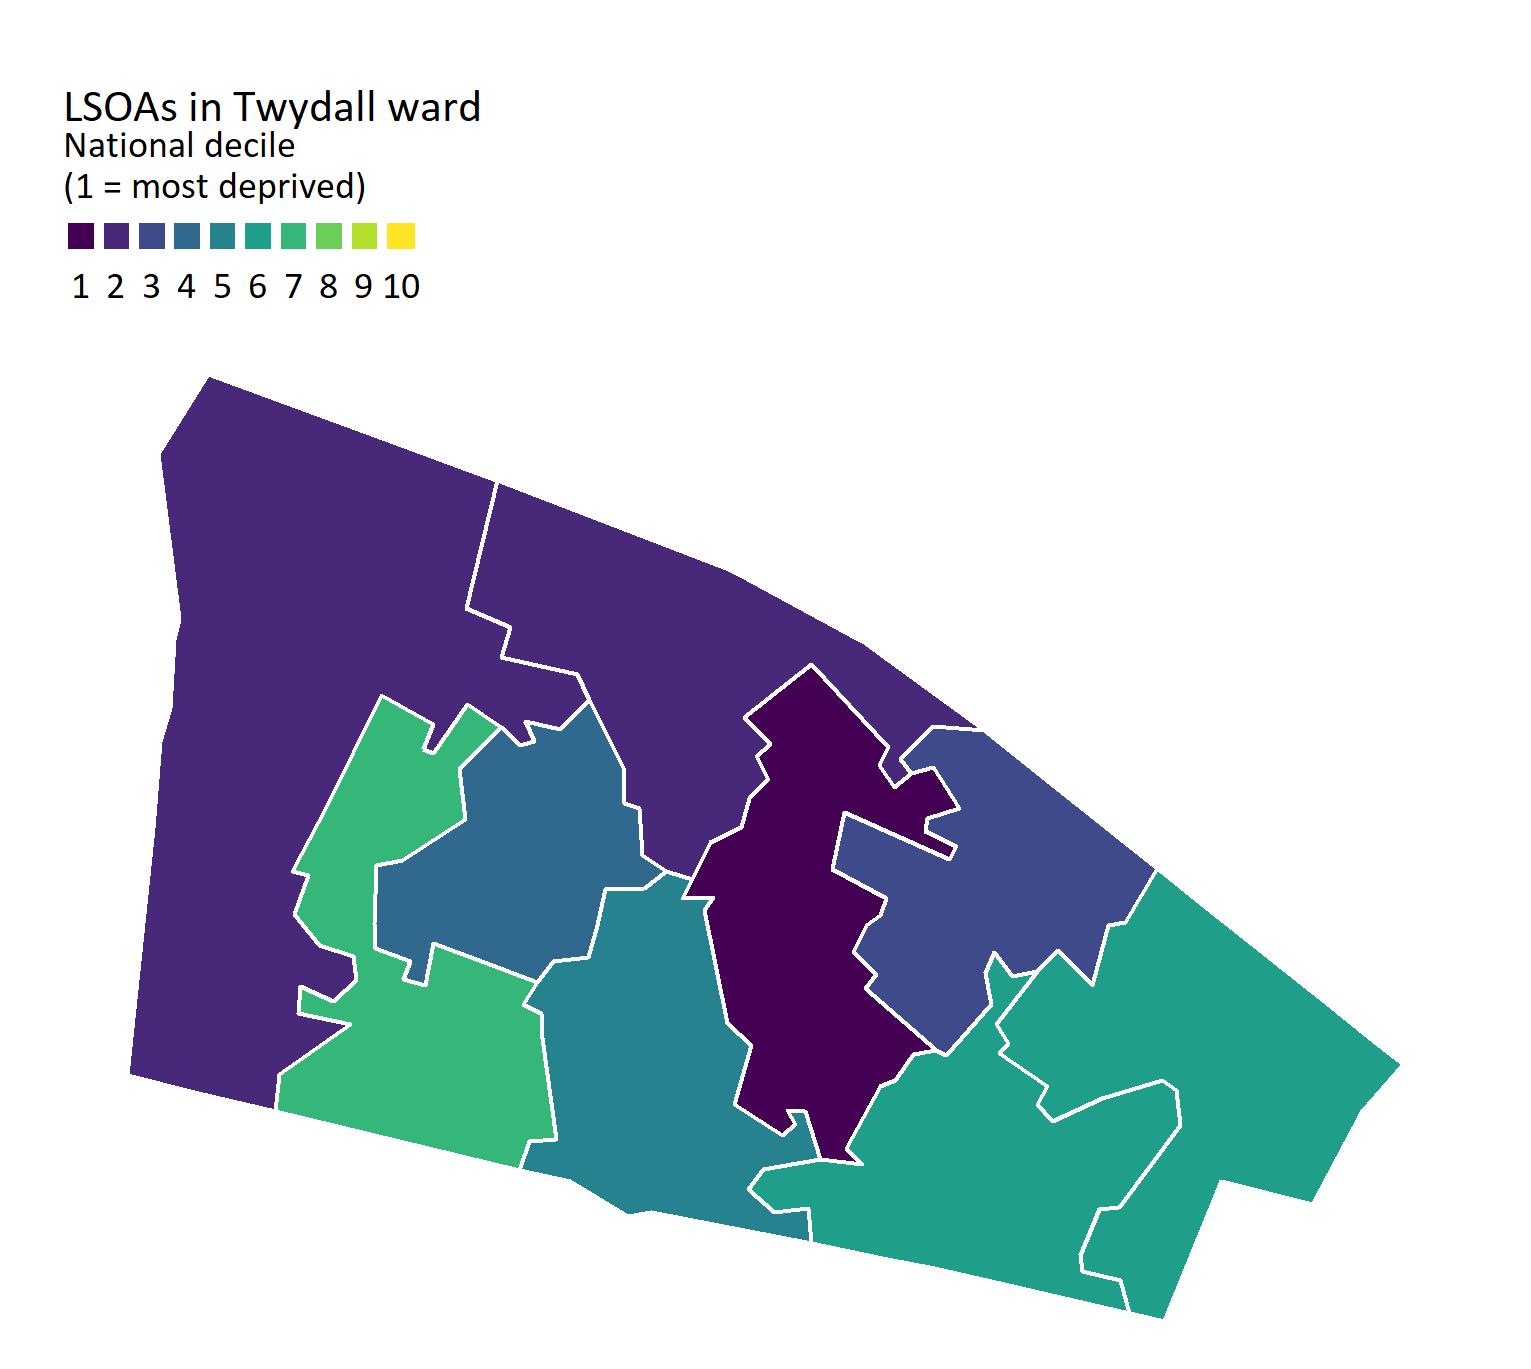 LSOAs in Twydall ward
National decile
(1 = most deprived)
1 2 3 4 5 6 7 8 9 10